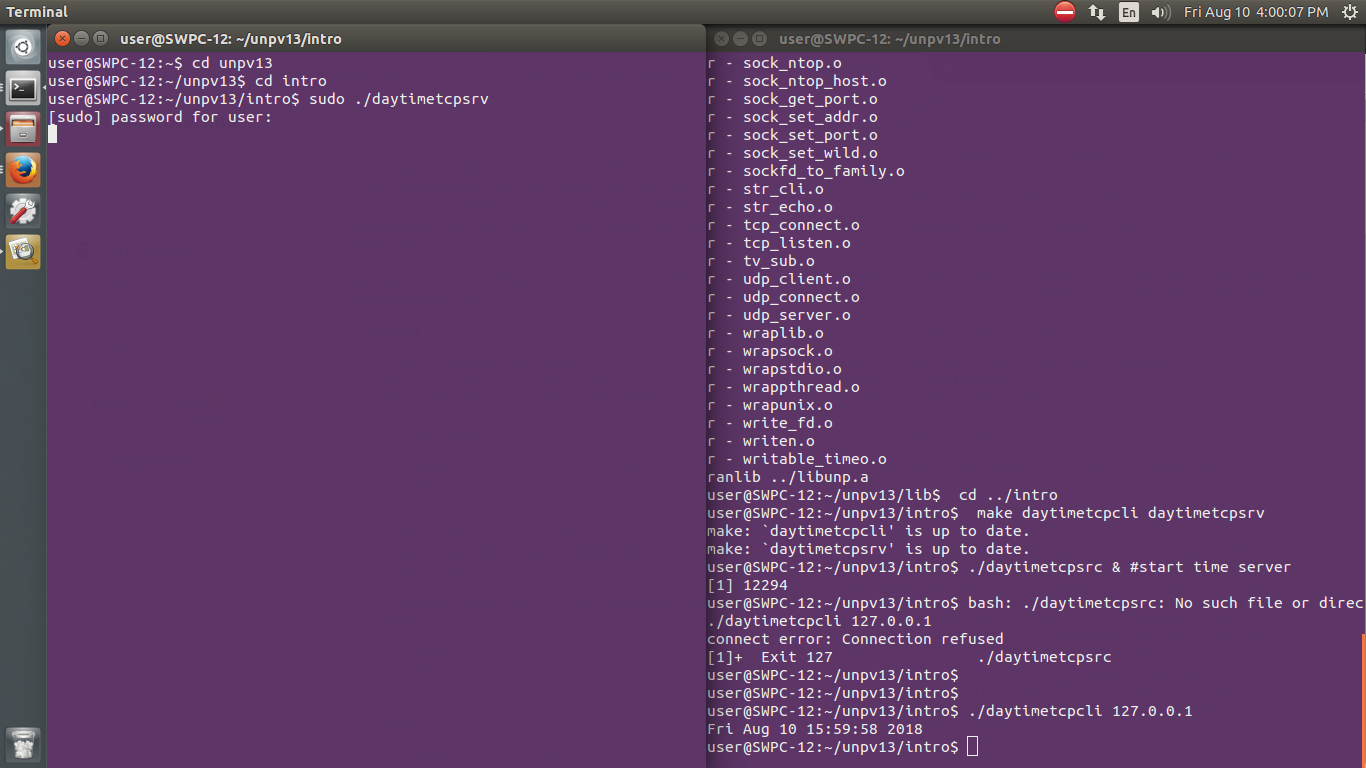 Terminal
En
Fri Aug 10 4:00:07 PM
user@SWPC-12: ~/unpv13/intro
user@SWPC-12:~$ cd unpv13
user@SWPC-12:~/unpv13$ cd intro
user@SWPC-12:~/unpv13/intro$ sudo ./daytimetcpsrv
[sudo] password for user:
user@SWPC-12: ~/unpv13/intro
r - sock_ntop.o
r - sock_ntop_host.o
r - sock_get_port.o
r - sock_set_addr.o
r - sock_set_port.o
r - sock_set_wild.o
r - sockfd_to_family.o
r - str_cli.o
r - str_echo.o
r - tcp_connect.o
r - tcp_listen.o
r - tv_sub.o
r - udp_client.o
r - udp_connect.o
r - udp_server.o
r - wraplib.o
r - wrapsock.o
r - wrapstdio.o
r - wrappthread.o
r - wrapunix.o
r - write_fd.o
r - writen.o
r - writable_timeo.o
ranlib ../libunp.a
user@SWPC-12:~/unpv13/lib$  cd ../intro
user@SWPC-12:~/unpv13/intro$  make daytimetcpcli daytimetcpsrv
make: `daytimetcpcli' is up to date.
make: `daytimetcpsrv' is up to date.
user@SWPC-12:~/unpv13/intro$ ./daytimetcpsrc & #start time server
[1] 12294
user@SWPC-12:~/unpv13/intro$ bash: ./daytimetcpsrc: No such file or direc
./daytimetcpcli 127.0.0.1
connect error: Connection refused
[1]+  Exit 127                ./daytimetcpsrc
user@SWPC-12:~/unpv13/intro$
user@SWPC-12:~/unpv13/intro$
user@SWPC-12:~/unpv13/intro$ ./daytimetcpcli 127.0.0.1
Fri Aug 10 15:59:58 2018
user@SWPC-12:~/unpv13/intro$